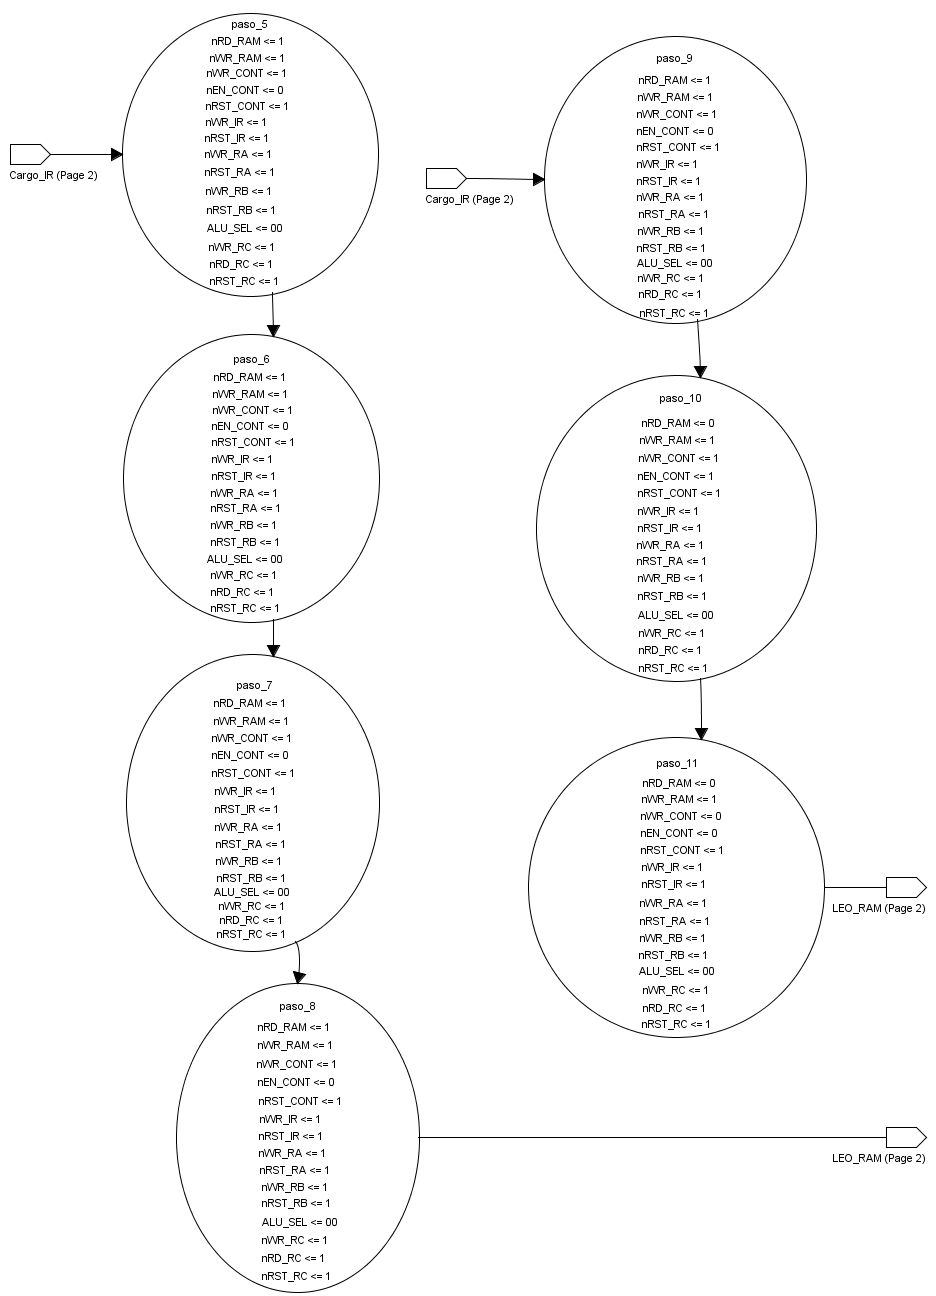 Cargo_IR (Page 2)
paso_5
nRD_RAM <= 1
nWR_RAM <= 1
nWR_CONT <= 1
nEN_CONT <= 0
nRST_CONT <= 1
nWR_IR <= 1
nRST_IR <= 1
nWR_RA <= 1
nRST_RA <= 1
nWR_RB <= 1
nRST_RB <= 1
ALU_SEL <= 00
nWR_RC <= 1
nRD_RC <= 1
nRST_RC <= 1
paso_6
nRD_RAM <= 1
nWR_RAM <= 1
nWR_CONT <= 1
nEN_CONT <= 0
nRST_CONT <= 1
nWR_IR <= 1
nRST_IR <= 1
nWR_RA <= 1
nRST_RA <= 1
nWR_RB <= 1
nRST_RB <= 1
ALU_SEL <= 00
nWR_RC <= 1
nRD_RC <= 1
nRST_RC <= 1
paso_7
nRD_RAM <= 1
nWR_RAM <= 1
nWR_CONT <= 1
nEN_CONT <= 0
nRST_CONT <= 1
nWR_IR <= 1
nRST_IR <= 1
nWR_RA <= 1
nRST_RA <= 1
nWR_RB <= 1
nRST_RB <= 1
ALU_SEL <= 00
nWR_RC <= 1
nRD_RC <= 1
nRST_RC <= 1
paso_8
nRD_RAM <= 1
nWR_RAM <= 1
nWR_CONT <= 1
nEN_CONT <= 0
nRST_CONT <= 1
nWR_IR <= 1
nRST_IR <= 1
nWR_RA <= 1
nRST_RA <= 1
nWR_RB <= 1
nRST_RB <= 1
ALU_SEL <= 00
nWR_RC <= 1
nRD_RC <= 1
nRST_RC <= 1
LEO_RAM (Page 2)
Cargo_IR (Page 2)
paso_9
nRD_RAM <= 1
nWR_RAM <= 1
nWR_CONT <= 1
nEN_CONT <= 0
nRST_CONT <= 1
nWR_IR <= 1
nRST_IR <= 1
nWR_RA <= 1
nRST_RA <= 1
nWR_RB <= 1
nRST_RB <= 1
ALU_SEL <= 00
nWR_RC <= 1
nRD_RC <= 1
nRST_RC <= 1
paso_10
nRD_RAM <= 0
nWR_RAM <= 1
nWR_CONT <= 1
nEN_CONT <= 1
nRST_CONT <= 1
nWR_IR <= 1
nRST_IR <= 1
nWR_RA <= 1
nRST_RA <= 1
nWR_RB <= 1
nRST_RB <= 1
ALU_SEL <= 00
nWR_RC <= 1
nRD_RC <= 1
nRST_RC <= 1
paso_11
nRD_RAM <= 0
nWR_RAM <= 1
nWR_CONT <= 0
nEN_CONT <= 0
nRST_CONT <= 1
nWR_IR <= 1
nRST_IR <= 1
nWR_RA <= 1
nRST_RA <= 1
nWR_RB <= 1
nRST_RB <= 1
ALU_SEL <= 00
nWR_RC <= 1
nRD_RC <= 1
nRST_RC <= 1
LEO_RAM (Page 2)